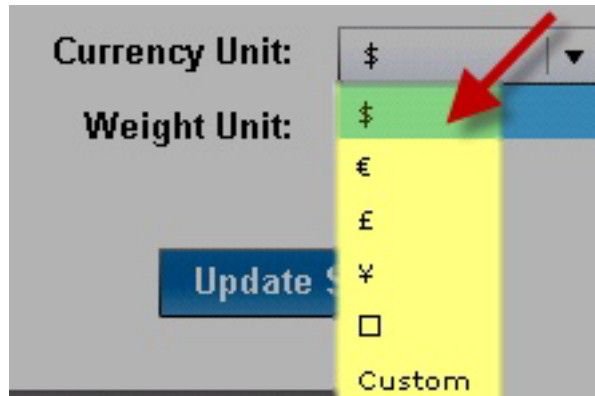 Currency Unit: $
$
Weight Unit:
€
£
Update S
¥
□
Custom